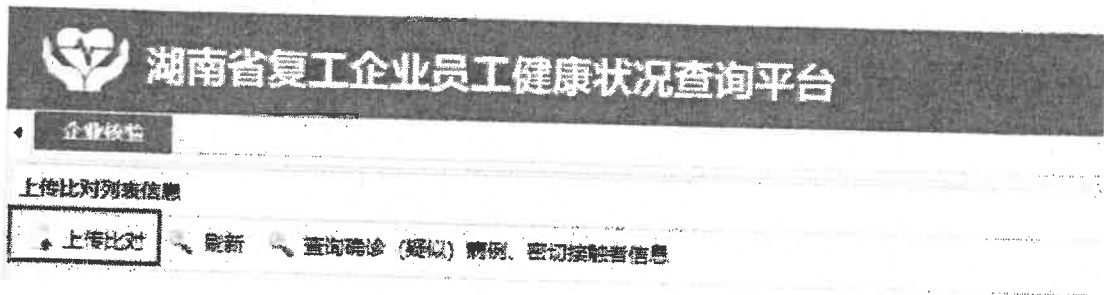 湖南省复工企业员工健康状况查询平台
企业核验
上传比对列表信息
上传比对 刷新 查询确诊（疑似）病例、密切接触者信息